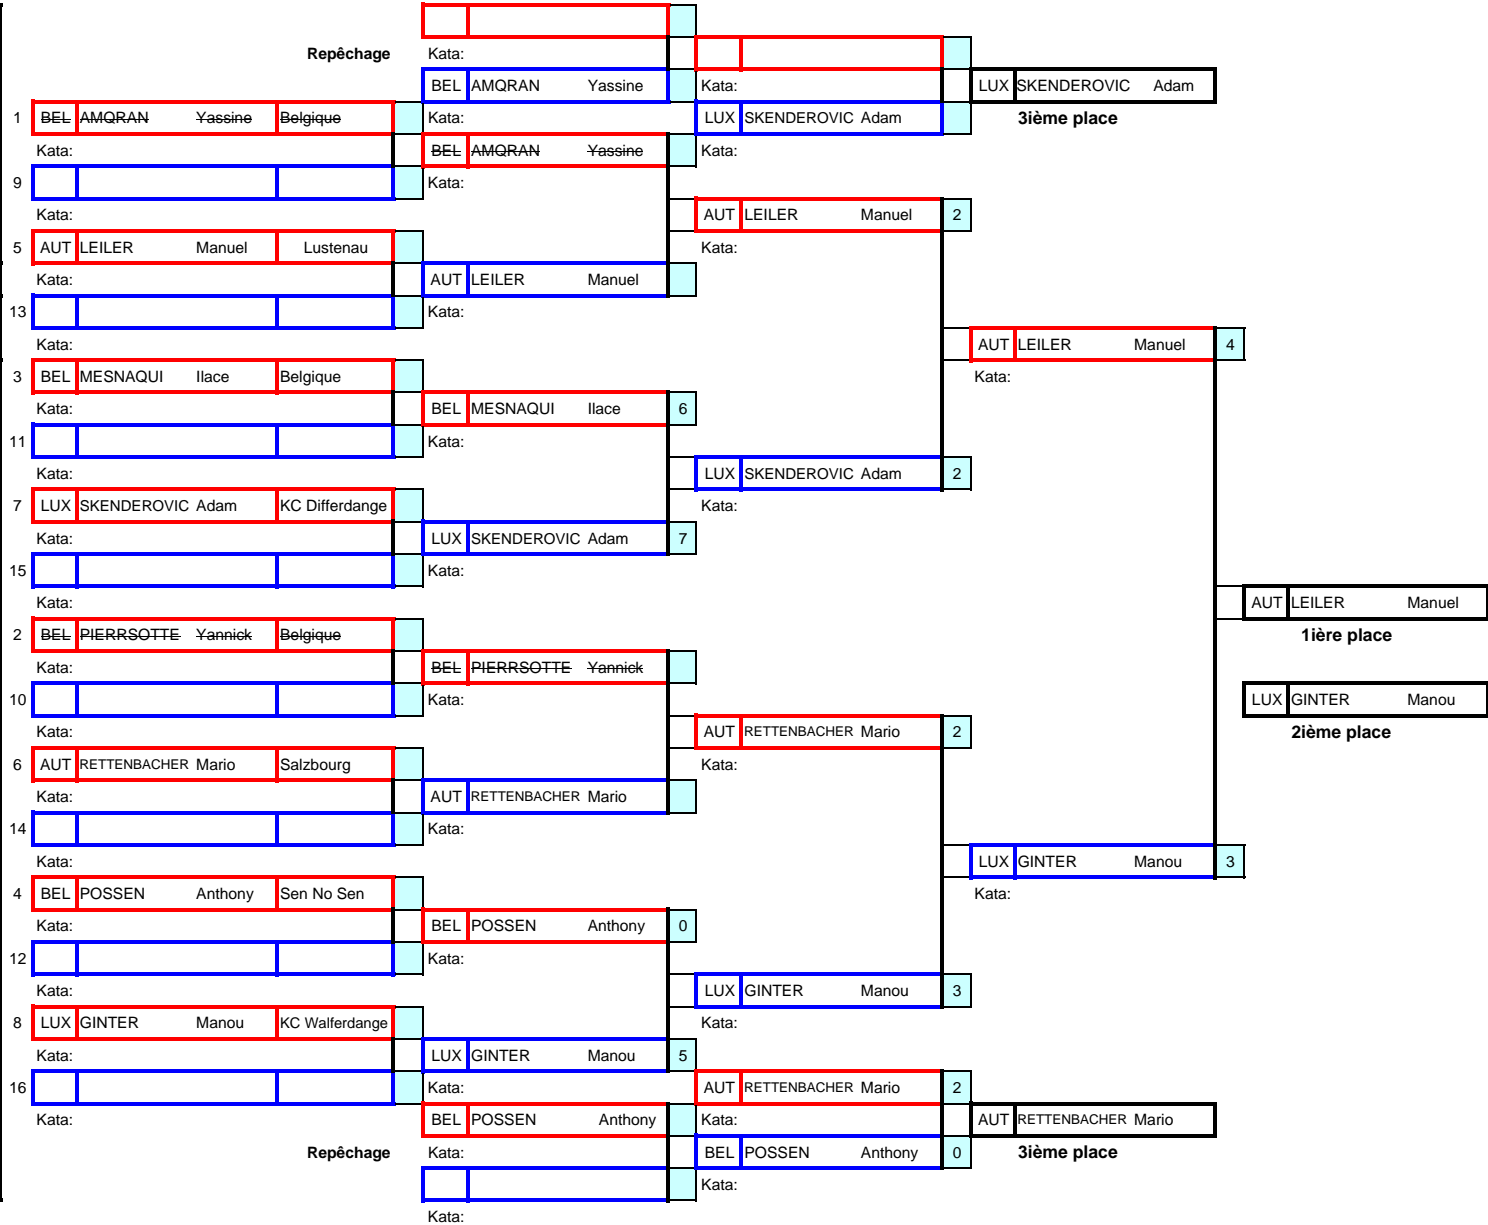 Repêchage Kata:
BEL AMQRAN Yassine Kata: LUX SKENDEROVIC Adam
1 BEL AMQRAN Yassine Belgique Kata: LUX SKENDEROVIC Adam 3ième place
Kata: BEL AMQRAN Yassine Kata:
9 Kata:
Kata: AUT LEILER Manuel 2
5 AUT LEILER Manuel Lustenau Kata:
Kata: AUT LEILER Manuel
13 Kata:
Kata: AUT LEILER Manuel 4
3 BEL MESNAQUI Ilace Belgique Kata:
Kata: BEL MESNAQUI Ilace 6
11 Kata:
Kata: LUX SKENDEROVIC Adam 2
7 LUX SKENDEROVIC Adam KC Differdange Kata:
Kata: LUX SKENDEROVIC Adam 7
15 Kata:
Kata: AUT LEILER Manuel
2 BEL PIERRSOTTE Yannick Belgique 1ière place
Kata: BEL PIERRSOTTE Yannick
10 Kata: LUX GINTER Manou
Kata: AUT RETTENBACHER Mario 2 2ième place
6 AUT RETTENBACHER Mario Salzbourg Kata:
Kata: AUT RETTENBACHER Mario
14 Kata:
Kata: LUX GINTER Manou 3
4 BEL POSSEN Anthony Sen No Sen Kata:
Kata: BEL POSSEN Anthony 0
12 Kata:
Kata: LUX GINTER Manou 3
8 LUX GINTER Manou KC Walferdange Kata:
Kata: LUX GINTER Manou 5
16 Kata: AUT RETTENBACHER Mario 2
Kata: BEL POSSEN Anthony Kata: AUT RETTENBACHER Mario
Repêchage Kata: BEL POSSEN Anthony 0 3ième place
Kata:
Kata: